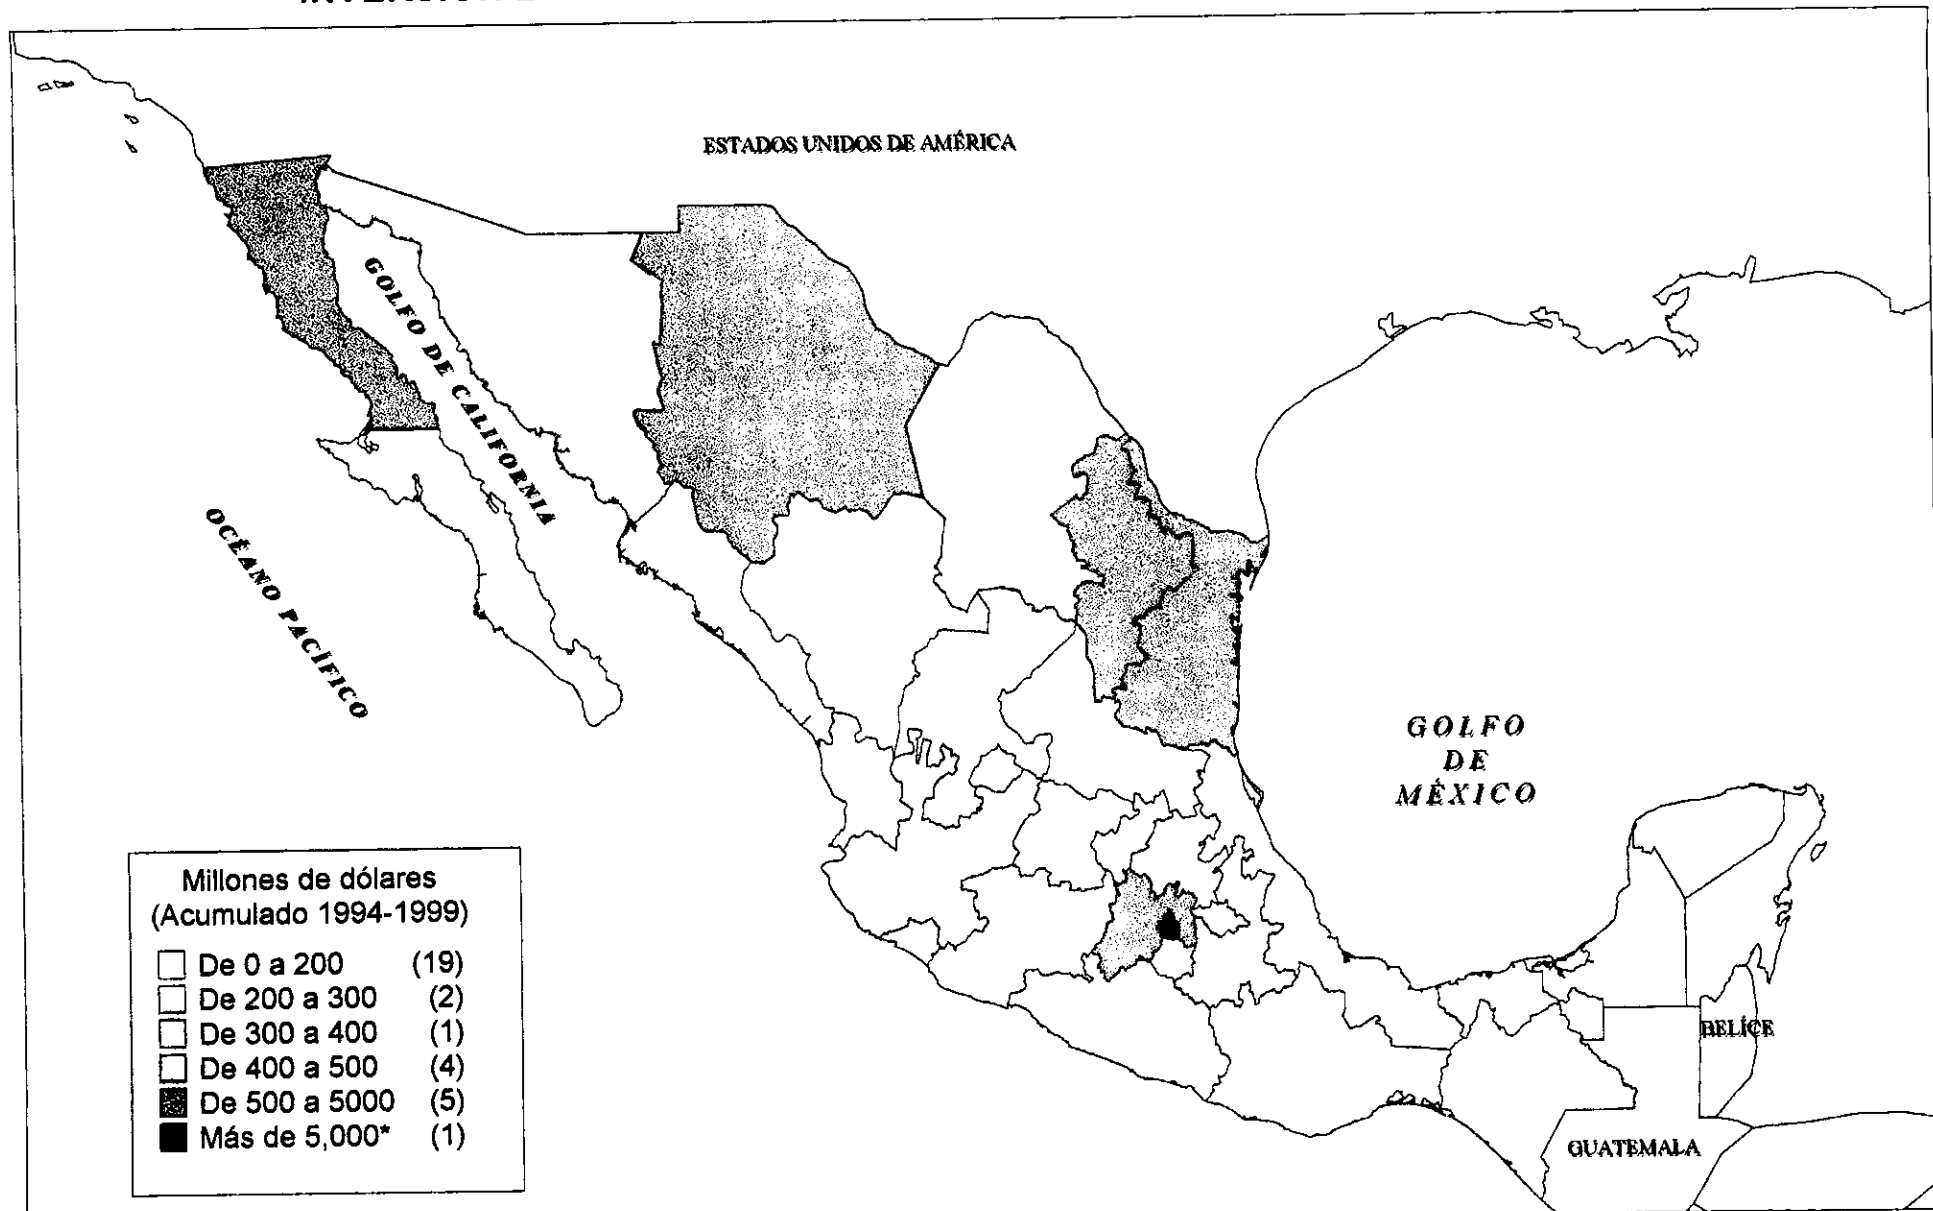 ESTADOS UNIDOS DE AMÉRICA
GOLFO DE CALIFORNIA
OCÉANO PACÍFICO
GOLFO
DE
MÉXICO
BELÍCE
GUATEMALA
Millones de dólares
(Acumulado 1994-1999)
De 0 a 200 (19)
De 200 a 300 (2)
De 300 a 400 (1)
De 400 a 500 (4)
De 500 a 5000 (5)
Más de 5,000* (1)